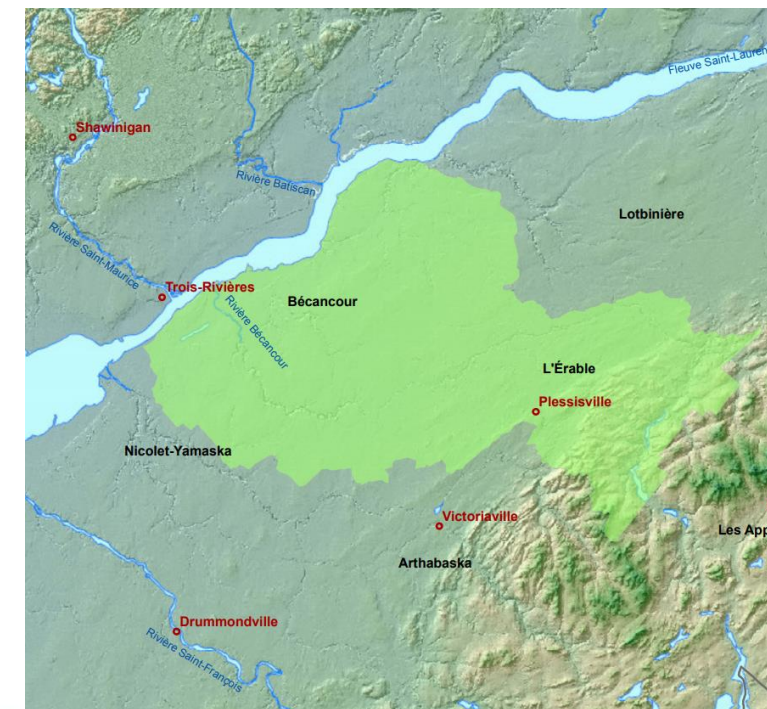 Fleuve Saint-Lauren
Shawinigan
Rivière Batiscan
Lotbinière
Rivière Saint-Maurice
Trois-Rivières
Bécancour
Rivière Bécancour
L'Érable
Plessisville
Nicolet-Yamaska
Victoriaville
Les App
Arthabaska
Drummondville
Rivière Saint-François